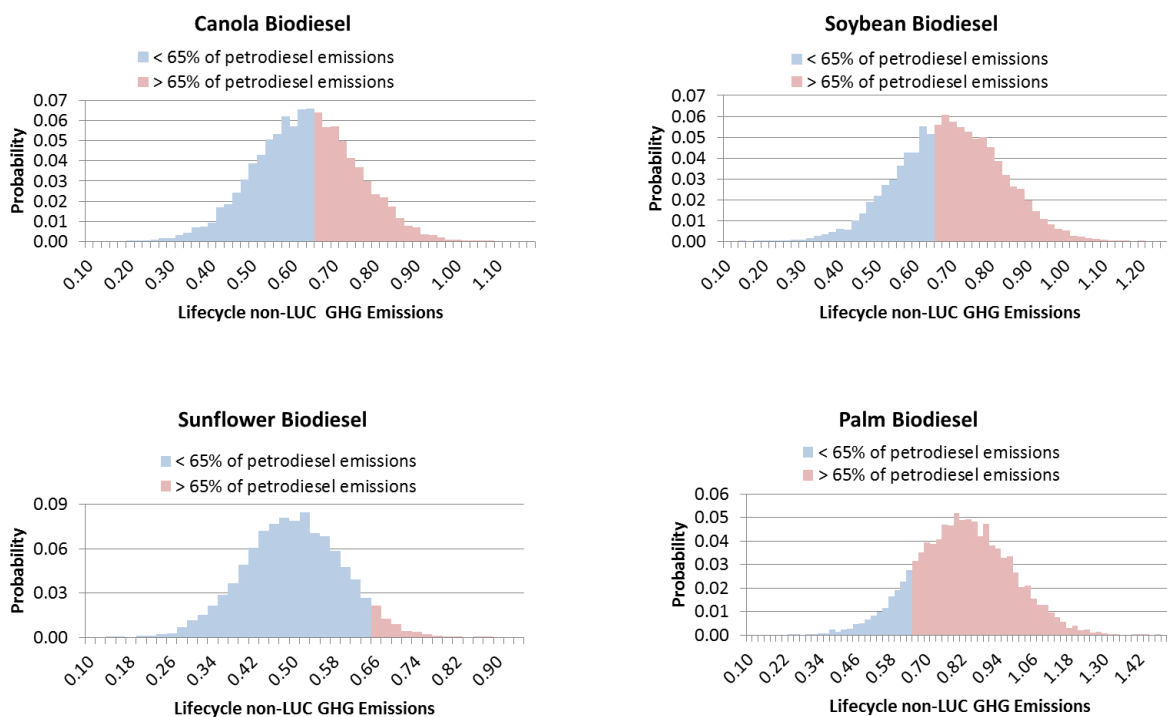 Canola Biodiesel
< 65% of petrodiesel emissions
> 65% of petrodiesel emissions
Probability
0.07
0.06
0.05
0.04
0.03
0.02
0.01
0.00
0.10 0.20 0.30 0.40 0.50 0.60 0.70 0.80 0.90 1.00 1.10
Lifecycle non-LUC GHG Emissions
Soybean Biodiesel
< 65% of petrodiesel emissions
> 65% of petrodiesel emissions
Probability
0.07
0.06
0.05
0.04
0.03
0.02
0.01
0.00
0.10 0.20 0.30 0.40 0.50 0.60 0.70 0.80 0.90 1.00 1.10 1.20
Lifecycle non-LUC GHG Emissions
Sunflower Biodiesel
< 65% of petrodiesel emissions
> 65% of petrodiesel emissions
Probability
0.09
0.06
0.03
0.00
0.10 0.18 0.26 0.34 0.42 0.50 0.58 0.66 0.74 0.82 0.90
Lifecycle non-LUC GHG Emissions
Palm Biodiesel
< 65% of petrodiesel emissions
> 65% of petrodiesel emissions
Probability
0.06
0.05
0.04
0.03
0.02
0.01
0.00
0.10 0.22 0.34 0.46 0.58 0.70 0.82 0.94 1.06 1.18 1.30 1.42
Lifecycle non-LUC GHG Emissions